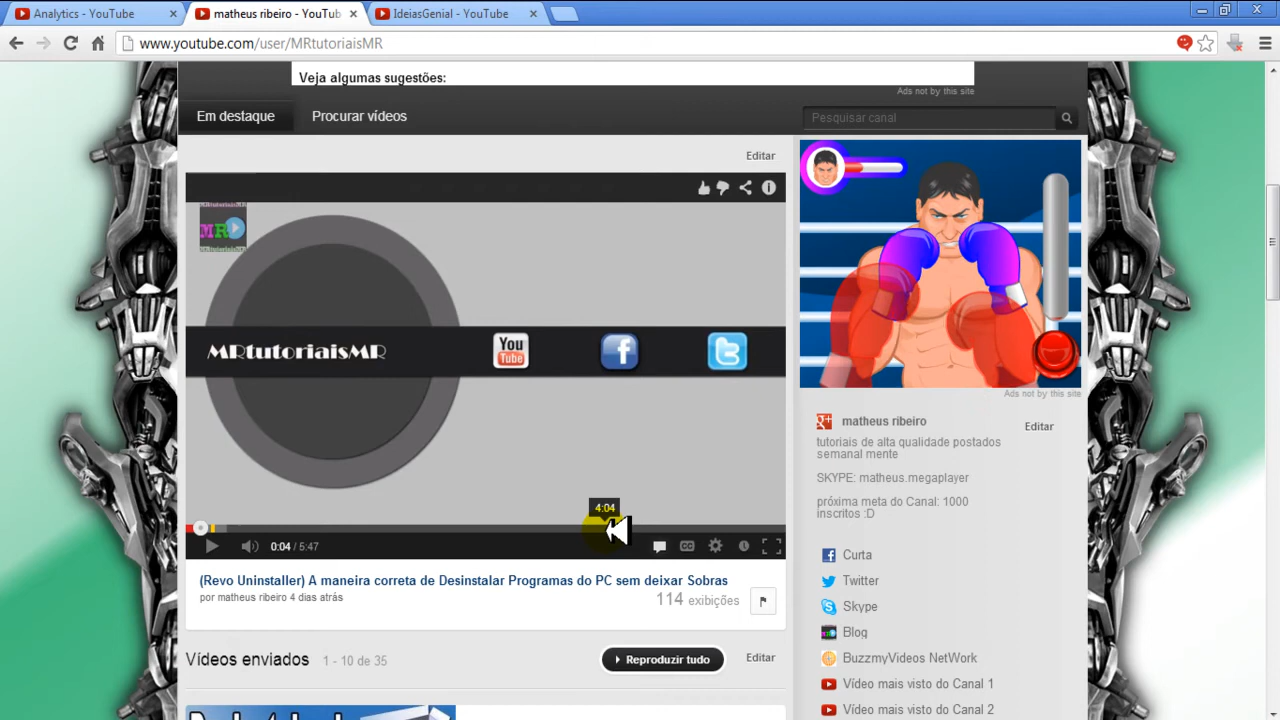 Analytics - YouTube
matheus ribeiro - YouTub
IdeiasGenial - YouTube
www.youtube.com/user/MRtutoriaisMR
Veja algumas sugestões:
Ads not by this site
Em destaque
Procurar vídeos
Pesquisar canal
Editar
MR
MRtutoriaisMR
You
Tube
4:04
0:04 / 5:47
CC
(Revo Uninstaller) A maneira correta de Desinstalar Programas do PC sem deixar Sobras
por matheus ribeiro 4 dias atrás
114 exibições
Vídeos enviados
1 - 10 de 35
Reproduzir tudo
Editar
Ads not by this site
matheus ribeiro
Editar
tutoriais de alta qualidade postados
semanal mente
SKYPE: matheus.megaplayer
próxima meta do Canal: 1000
inscritos :D
Curta
Twitter
Skype
Blog
BuzzmyVideos NetWork
Vídeo mais visto do Canal 1
Vídeo mais visto do Canal 2